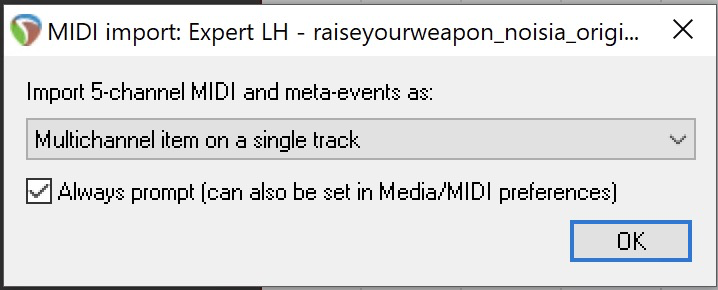 MIDI import: Expert LH - raiseyourweapon_noisia_origi...
Import 5-channel MIDI and meta-events as:
Multichannel item on a single track
Always prompt (can also be set in Media/MIDI preferences)
OK